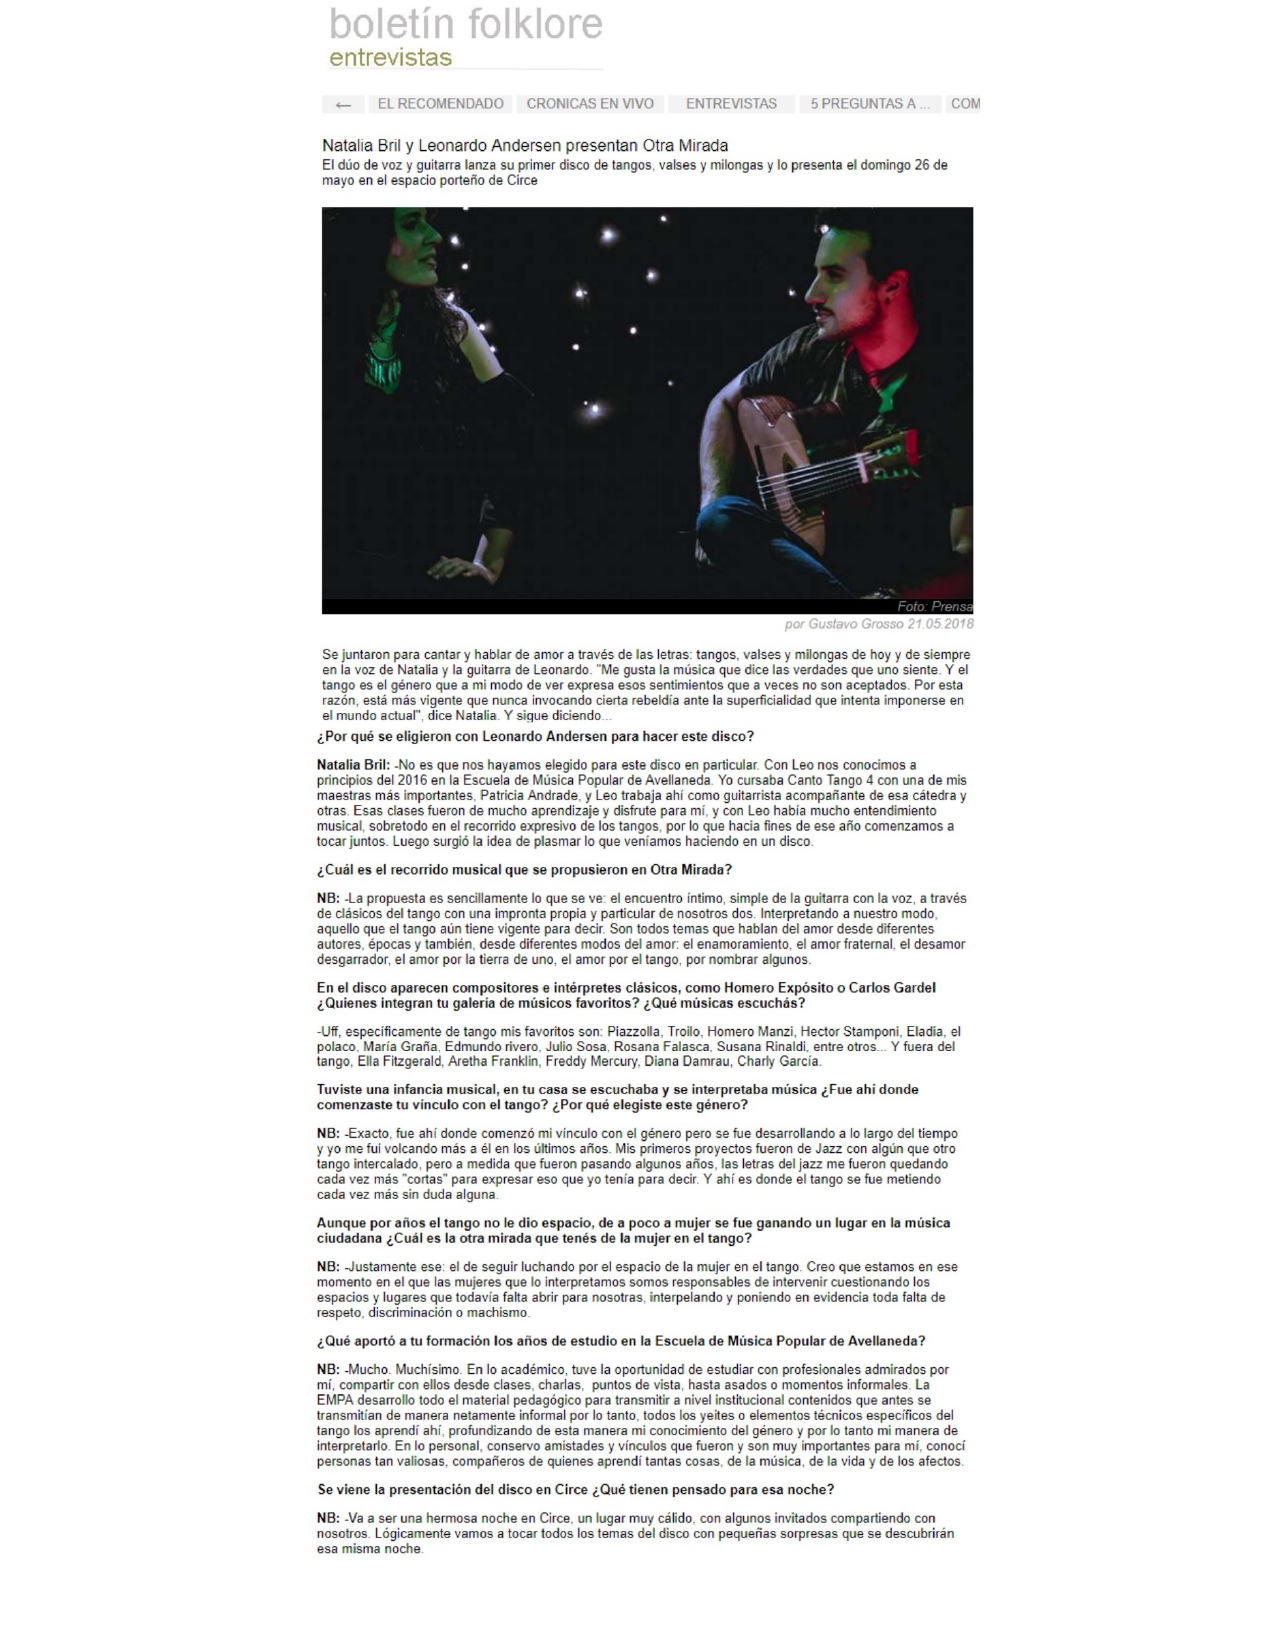 boletín folklore
entrevistas
← EL RECOMENDADO CRONICAS EN VIVO ENTREVISTAS 5 PREGUNTAS A ... COM
Natalia Bril y Leonardo Andersen presentan Otra Mirada
El dúo de voz y guitarra lanza su primer disco de tangos, valses y milongas y lo presenta el domingo 26 de
mayo en el espacio porteño de Circe
Foto: Prensa
por Gustavo Grosso 21.05.2018
Se juntaron para cantar y hablar de amor a través de las letras: tangos, valses y milongas de hoy y de siempre
en la voz de Natalia y la guitarra de Leonardo. "Me gusta la música que dice las verdades que uno siente. Y el
tango es el género que a mi modo de ver expresa esos sentimientos que a veces no son aceptados. Por esta
razón, está más vigente que nunca invocando cierta rebeldía ante la superficialidad que intenta imponerse en
el mundo actual", dice Natalia. Y sigue diciendo...
¿Por qué se eligieron con Leonardo Andersen para hacer este disco?
Natalia Bril: -No es que nos hayamos elegido para este disco en particular. Con Leo nos conocimos a
principios del 2016 en la Escuela de Música Popular de Avellaneda. Yo cursaba Canto Tango 4 con una de mis
maestras más importantes, Patricia Andrade, y Leo trabaja ahí como guitarrista acompañante de esa cátedra y
otras. Esas clases fueron de mucho aprendizaje y disfrute para mí, y con Leo había mucho entendimiento
musical, sobretodo en el recorrido expresivo de los tangos, por lo que hacia fines de ese año comenzamos a
tocar juntos. Luego surgió la idea de plasmar lo que veníamos haciendo en un disco.
¿Cuál es el recorrido musical que se propusieron en Otra Mirada?
NB: -La propuesta es sencillamente lo que se ve: el encuentro íntimo, simple de la guitarra con la voz, a través
de clásicos del tango con una impronta propia y particular de nosotros dos. Interpretando a nuestro modo,
aquello que el tango aún tiene vigente para decir. Son todos temas que hablan del amor desde diferentes
autores, épocas y también, desde diferentes modos del amor: el enamoramiento, el amor fraternal, el desamor
desgarrador, el amor por la tierra de uno, el amor por el tango, por nombrar algunos.
En el disco aparecen compositores e intérpretes clásicos, como Homero Expósito o Carlos Gardel
¿Quienes integran tu galería de músicos favoritos? ¿Qué músicas escuchás?
-Uff, específicamente de tango mis favoritos son: Piazzolla, Troilo, Homero Manzi, Hector Stamponi, Eladia, el
polaco, María Graña, Edmundo rivero, Julio Sosa, Rosana Falasca, Susana Rinaldi, entre otros... Y fuera del
tango, Ella Fitzgerald, Aretha Franklin, Freddy Mercury, Diana Damrau, Charly García.
Tuviste una infancia musical, en tu casa se escuchaba y se interpretaba música ¿Fue ahí donde
comenzaste tu vínculo con el tango? ¿Por qué elegiste este género?
NB: -Exacto, fue ahí donde comenzó mi vínculo con el género pero se fue desarrollando a lo largo del tiempo
y yo me fui volcando más a él en los últimos años. Mis primeros proyectos fueron de Jazz con algún que otro
tango intercalado, pero a medida que fueron pasando algunos años, las letras del jazz me fueron quedando
cada vez más "cortas" para expresar eso que yo tenía para decir. Y ahí es donde el tango se fue metiendo
cada vez más sin duda alguna.
Aunque por años el tango no le dio espacio, de a poco a mujer se fue ganando un lugar en la música
ciudadana ¿Cuál es la otra mirada que tenés de la mujer en el tango?
NB: -Justamente ese: el de seguir luchando por el espacio de la mujer en el tango. Creo que estamos en ese
momento en el que las mujeres que lo interpretamos somos responsables de intervenir cuestionando los
espacios y lugares que todavía falta abrir para nosotras, interpelando y poniendo en evidencia toda falta de
respeto, discriminación o machismo.
¿Qué aportó a tu formación los años de estudio en la Escuela de Música Popular de Avellaneda?
NB: -Mucho. Muchísimo. En lo académico, tuve la oportunidad de estudiar con profesionales admirados por
mí, compartir con ellos desde clases, charlas, puntos de vista, hasta asados o momentos informales. La
EMPA desarrollo todo el material pedagógico para transmitir a nivel institucional contenidos que antes se
transmitían de manera netamente informal por lo tanto, todos los yeites o elementos técnicos específicos del
tango los aprendí ahí, profundizando de esta manera mi conocimiento del género y por lo tanto mi manera de
interpretarlo. En lo personal, conservo amistades y vínculos que fueron y son muy importantes para mí, conocí
personas tan valiosas, compañeros de quienes aprendí tantas cosas, de la música, de la vida y de los afectos.
Se viene la presentación del disco en Circe ¿Qué tienen pensado para esa noche?
NB: -Va a ser una hermosa noche en Circe, un lugar muy cálido, con algunos invitados compartiendo con
nosotros. Lógicamente vamos a tocar todos los temas del disco con pequeñas sorpresas que se descubrirán
esa misma noche.